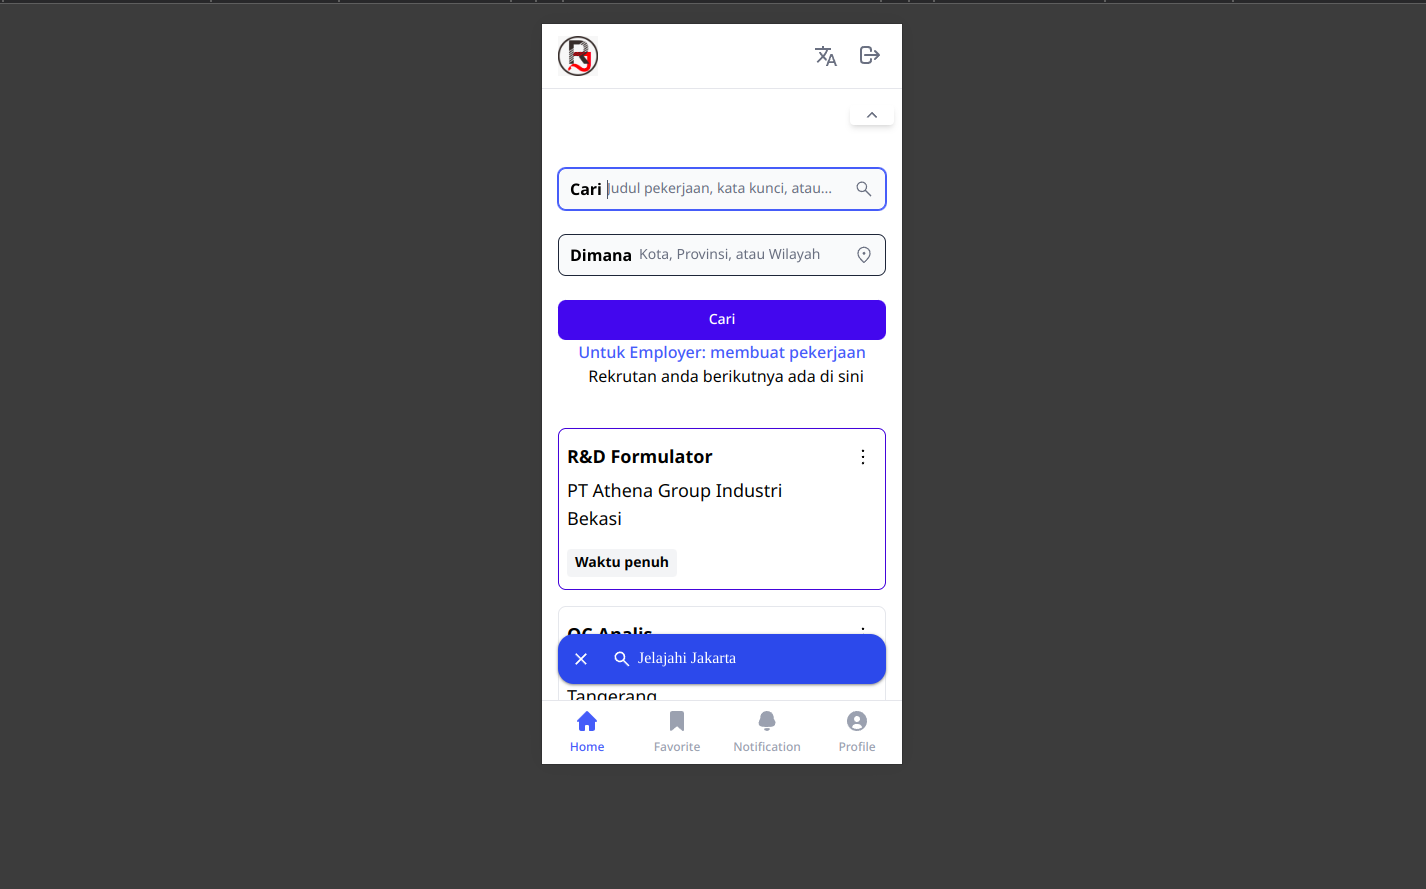 Cari Judul pekerjaan, kata kunci, atau...
Dimana Kota, Provinsi, atau Wilayah
Cari
Untuk Employer: membuat pekerjaan
Rekrutan anda berikutnya ada di sini
R&D Formulator
PT Athena Group Industri
Bekasi
Waktu penuh
QC Analis
Jelajahi Jakarta
Tangerang
Home
Favorite
Notification
Profile